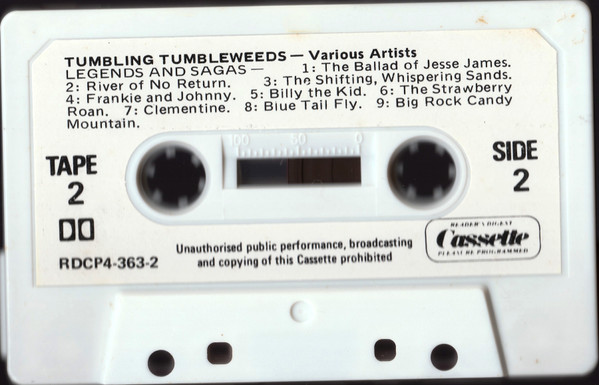 TUMBLING TUMBLEWEEDS — Various Artists
LEGENDS AND SAGAS — 1: The Ballad of Jesse James.
2: River of No Return. 3: The Shifting, Whispering Sands.
4: Frankie and Johnny. 5: Billy the Kid. 6: The Strawberry
Roan. 7: Clementine. 8: Blue Tail Fly. 9: Big Rock Candy
Mountain.
100 50 0
TAPE
2
SIDE
2
RDCP4-363-2
Unauthorised public performance, broadcasting
and copying of this Cassette prohibited
READER'S DIGEST
Cassette
PLEASURE PROGRAMMED